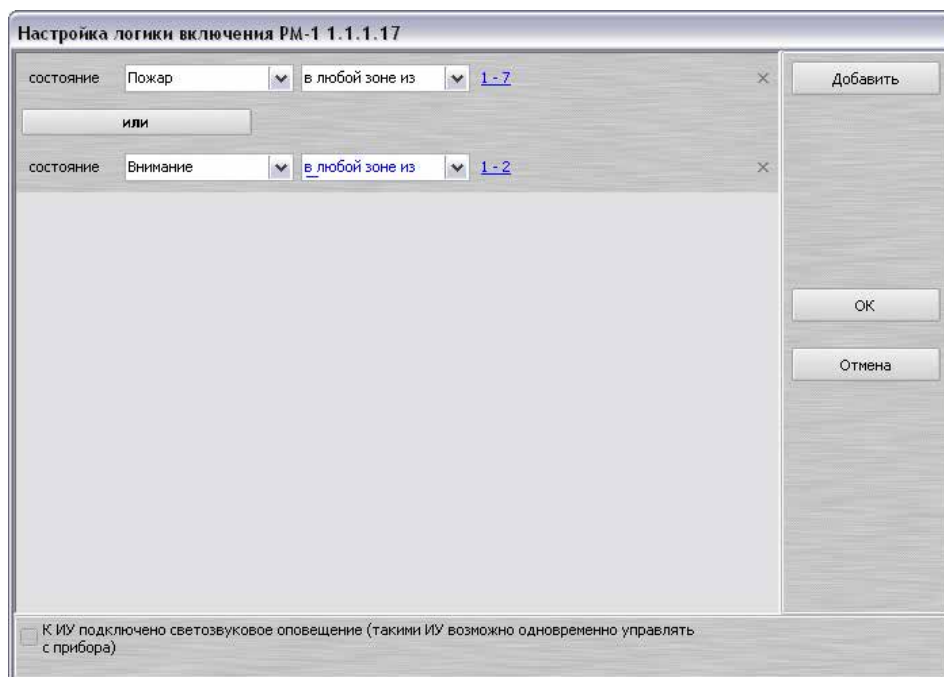 Настройка логики включения РМ-1 1.1.1.17
состояние Пожар в любой зоне из 1 - 7
Добавить
или
состояние Внимание в любой зоне из 1 - 2
ОК
Отмена
К ИУ подключено светозвуковое оповещение (такими ИУ возможно одновременно управлять
с прибора)